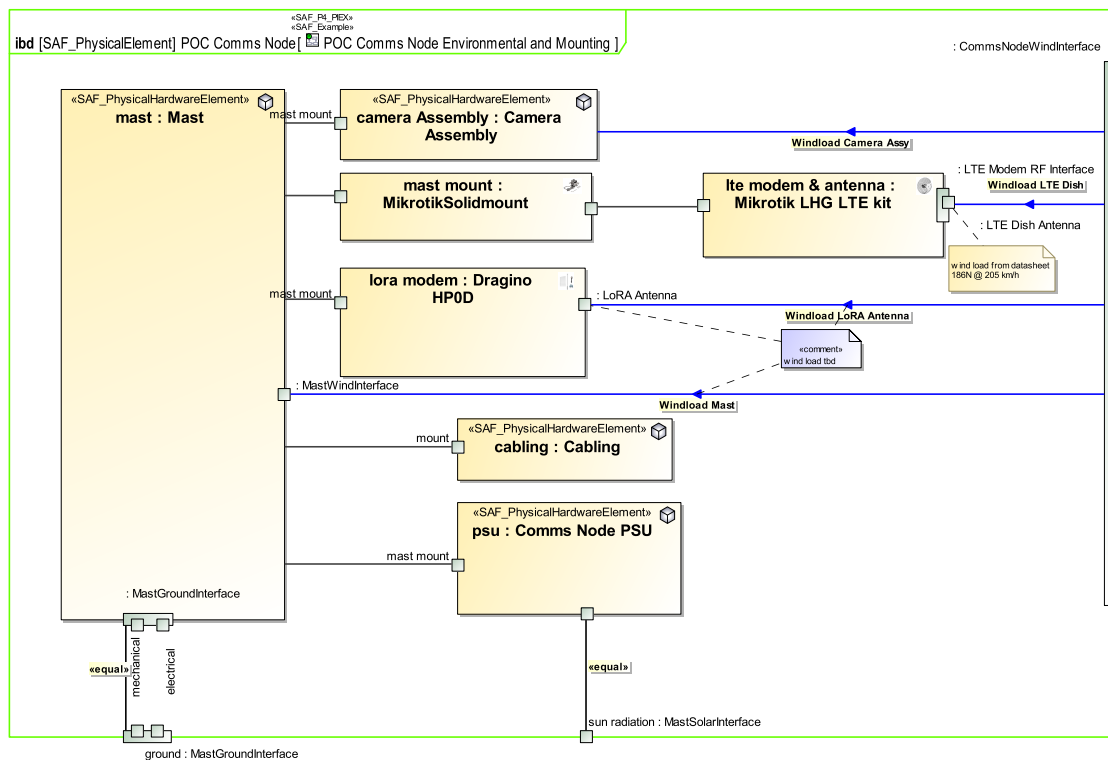 «SAF_P4_PIEX»
«SAF_Example»
ibd [SAF_PhysicalElement] POC Comms Node[ POC Comms Node Environmental and Mounting ]
: CommsNodeWindInterface
«SAF_PhysicalHardwareElement»
mast : Mast
mast mount
«SAF_PhysicalHardwareElement»
camera Assembly : Camera
Assembly
Windload Camera Assy
mast mount :
MikrotikSolidmount
lte modem & antenna :
Mikrotik LHG LTE kit
: LTE Modem RF Interface
Windload LTE Dish
: LTE Dish Antenna
wind load from datasheet
186N @ 205 km/h
mast mount
lora modem : Dragino
HP0D
: LoRA Antenna
Windload LoRA Antenna
«comment»
wind load tbd
: MastWindInterface
Windload Mast
mount
«SAF_PhysicalHardwareElement»
cabling : Cabling
«SAF_PhysicalHardwareElement»
psu : Comms Node PSU
mast mount
: MastGroundInterface
mechanical
electrical
«equal»
«equal»
sun radiation : MastSolarInterface
ground : MastGroundInterface